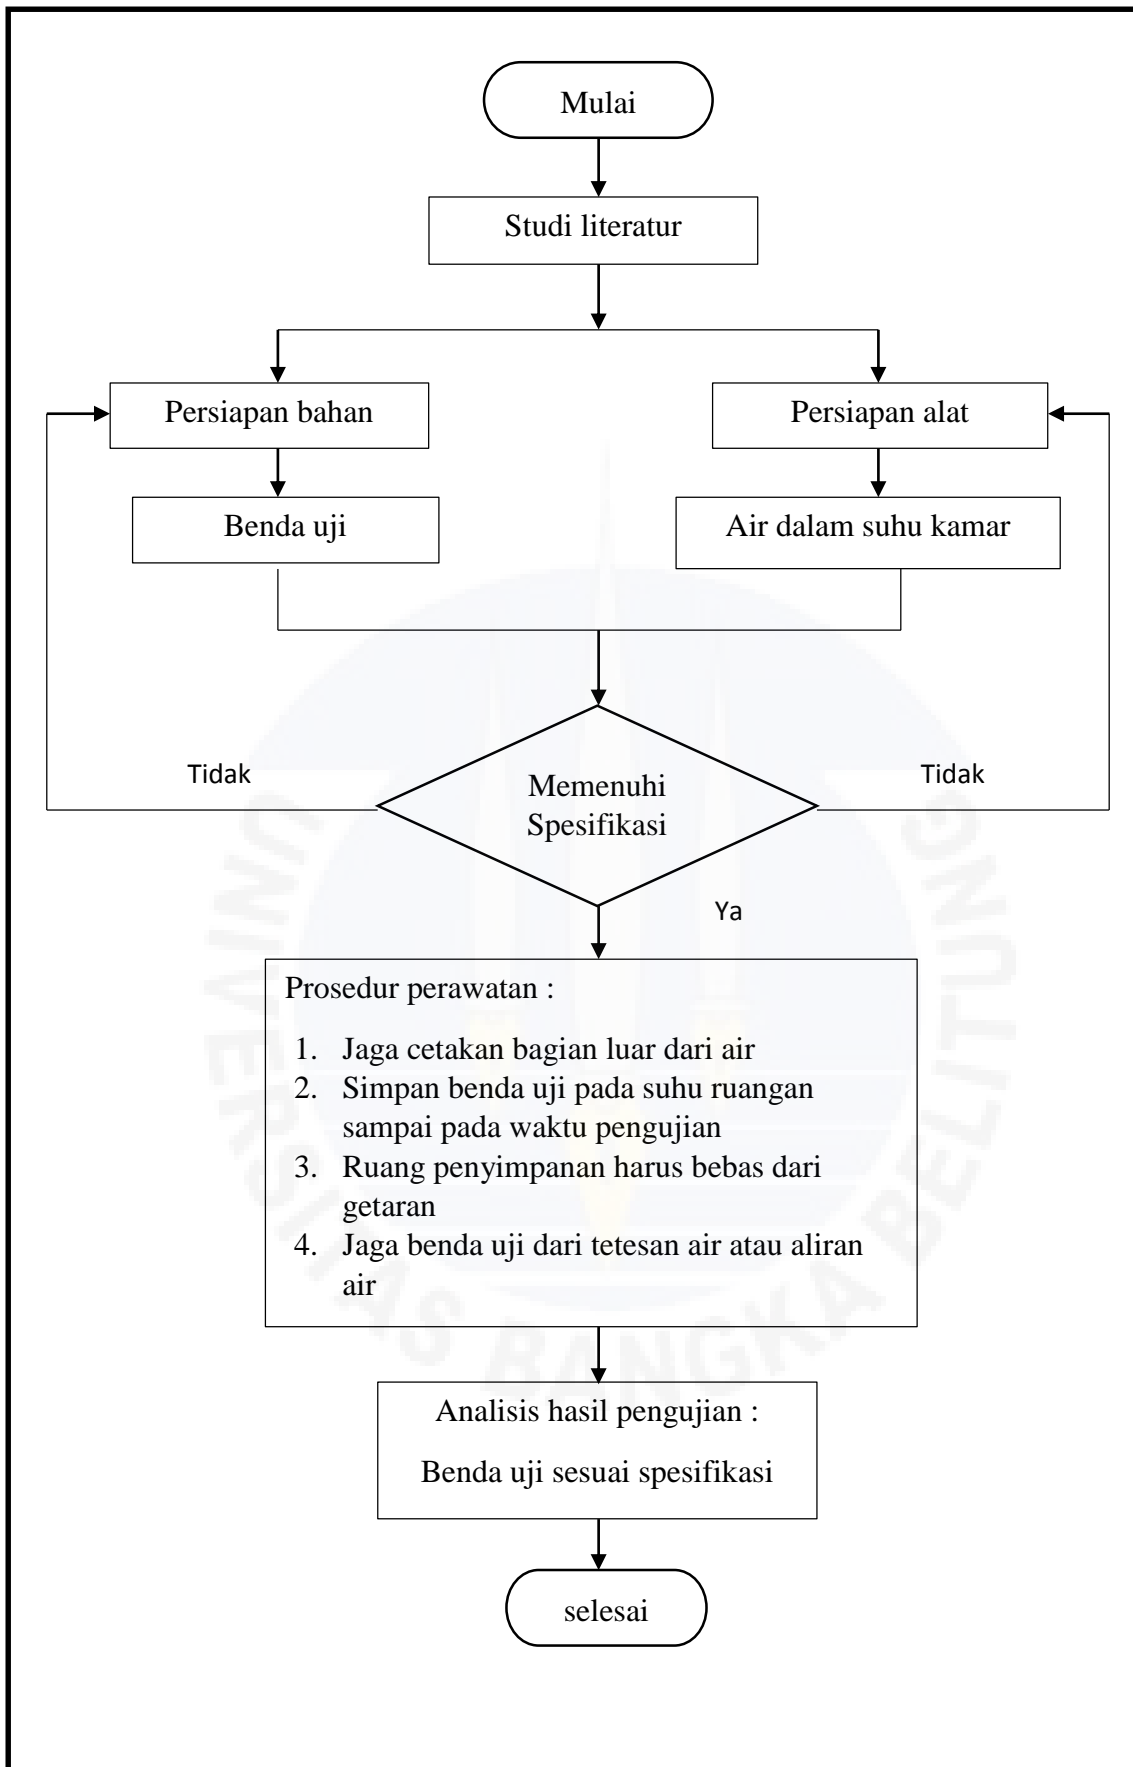 Mulai
Studi literatur
Persiapan bahan
Persiapan alat
Benda uji
Air dalam suhu kamar
Tidak
Memenuhi
Spesifikasi
Tidak
Ya
Prosedur perawatan :
1. Jaga cetakan bagian luar dari air
2. Simpan benda uji pada suhu ruangan
sampai pada waktu pengujian
3. Ruang penyimpanan harus bebas dari
getaran
4. Jaga benda uji dari tetesan air atau aliran
air
Analisis hasil pengujian :
Benda uji sesuai spesifikasi
selesai
UNIVERSITAS BANGKA BELITUNG